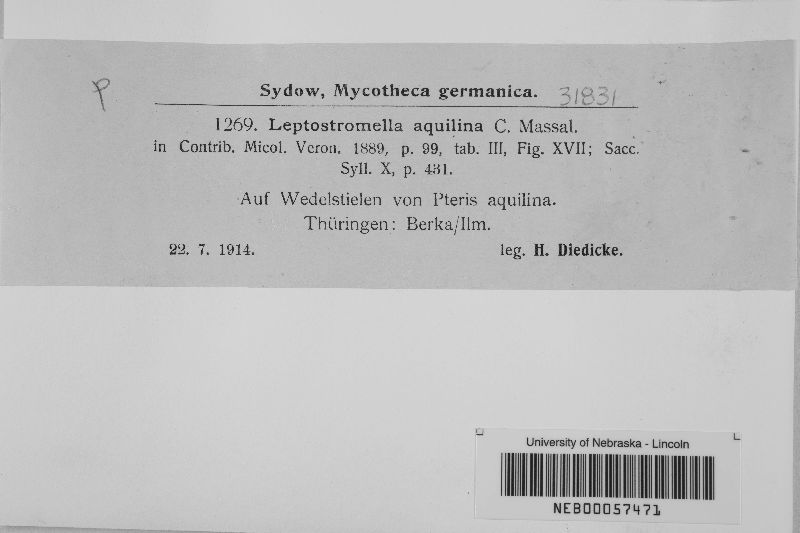 P
Sydow, Mycotheca germanica. 31831
1269. Leptostromella aquilina C. Massal.
in Contrib. Micol. Veron. 1889, p. 99, tab. III, Fig. XVII; Sacc.
Syll. X, p. 431.
Auf Wedelstielen von Pteris aquilina.
Thüringen: Berka/Ilm.
22. 7. 1914. leg. H. Diedicke.
University of Nebraska - Lincoln
NEB00057471